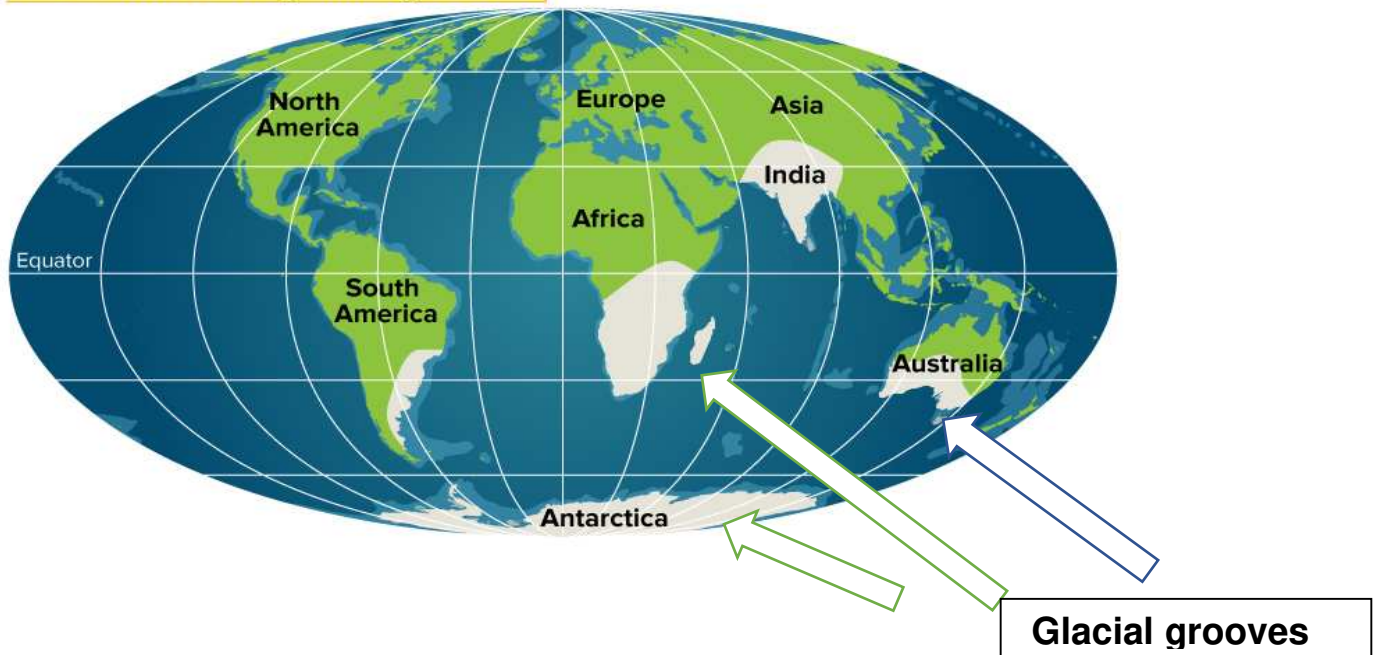 North
America
Europe
Asia
India
Africa
Equator
South
America
Australia
Antarctica
Glacial grooves